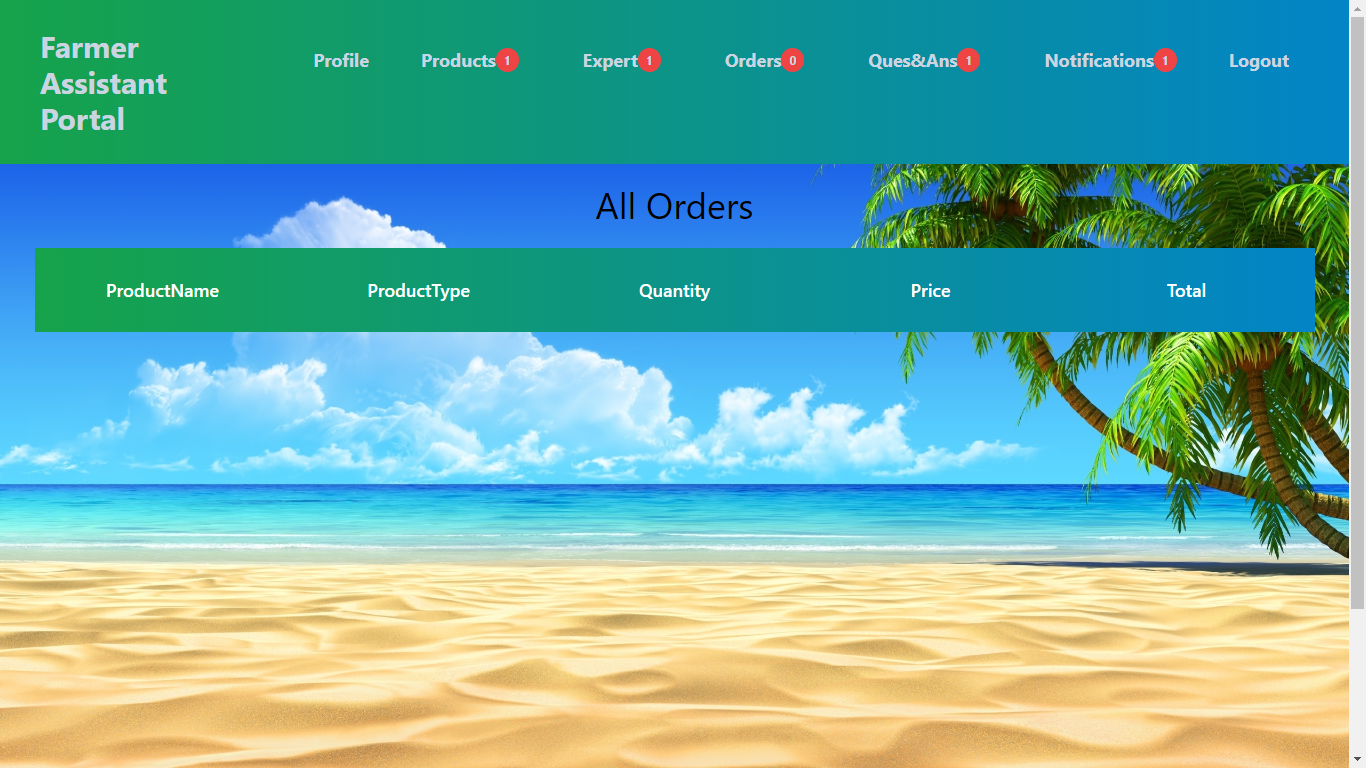 Farmer
Assistant
Portal
Profile Products 1 Expert 1 Orders 0 Ques&Ans 1 Notifications 1 Logout
All Orders
ProductName ProductType Quantity Price Total